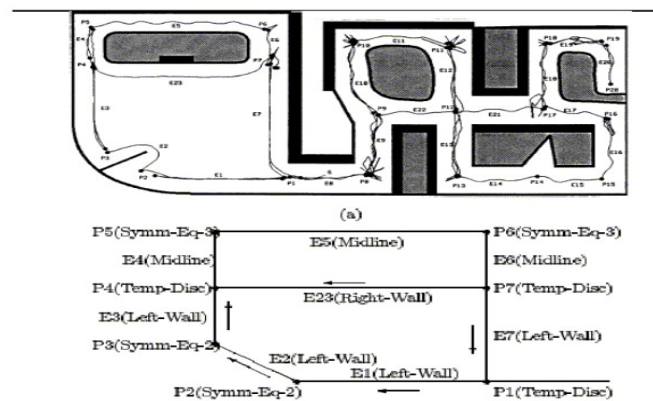 P5 E5 P6
E4 E6
P4 P7
E23
E3 E7
P3 E2
P2 E1 P1 E8 P8
P10 E11 P11 P18 E19 P19
E12 E20
E10 E18 P20
P9 E22 P12 E21 P17 E17 P16
E9 E13 E16
P13 E14 P14 E15 P15
(a)
P5(Symm-Eq-3) P6(Symm-Eq-3)
E5(Midline)
E4(Midline) E6(Midline)
P4(Temp-Disc) P7(Temp-Disc)
E23(Right-Wall)
E3(Left-Wall)
E7(Left-Wall)
P3(Symm-Eq-2)
E2(Left-Wall)
E1(Left-Wall)
P2(Symm-Eq-2) P1(Temp-Disc)